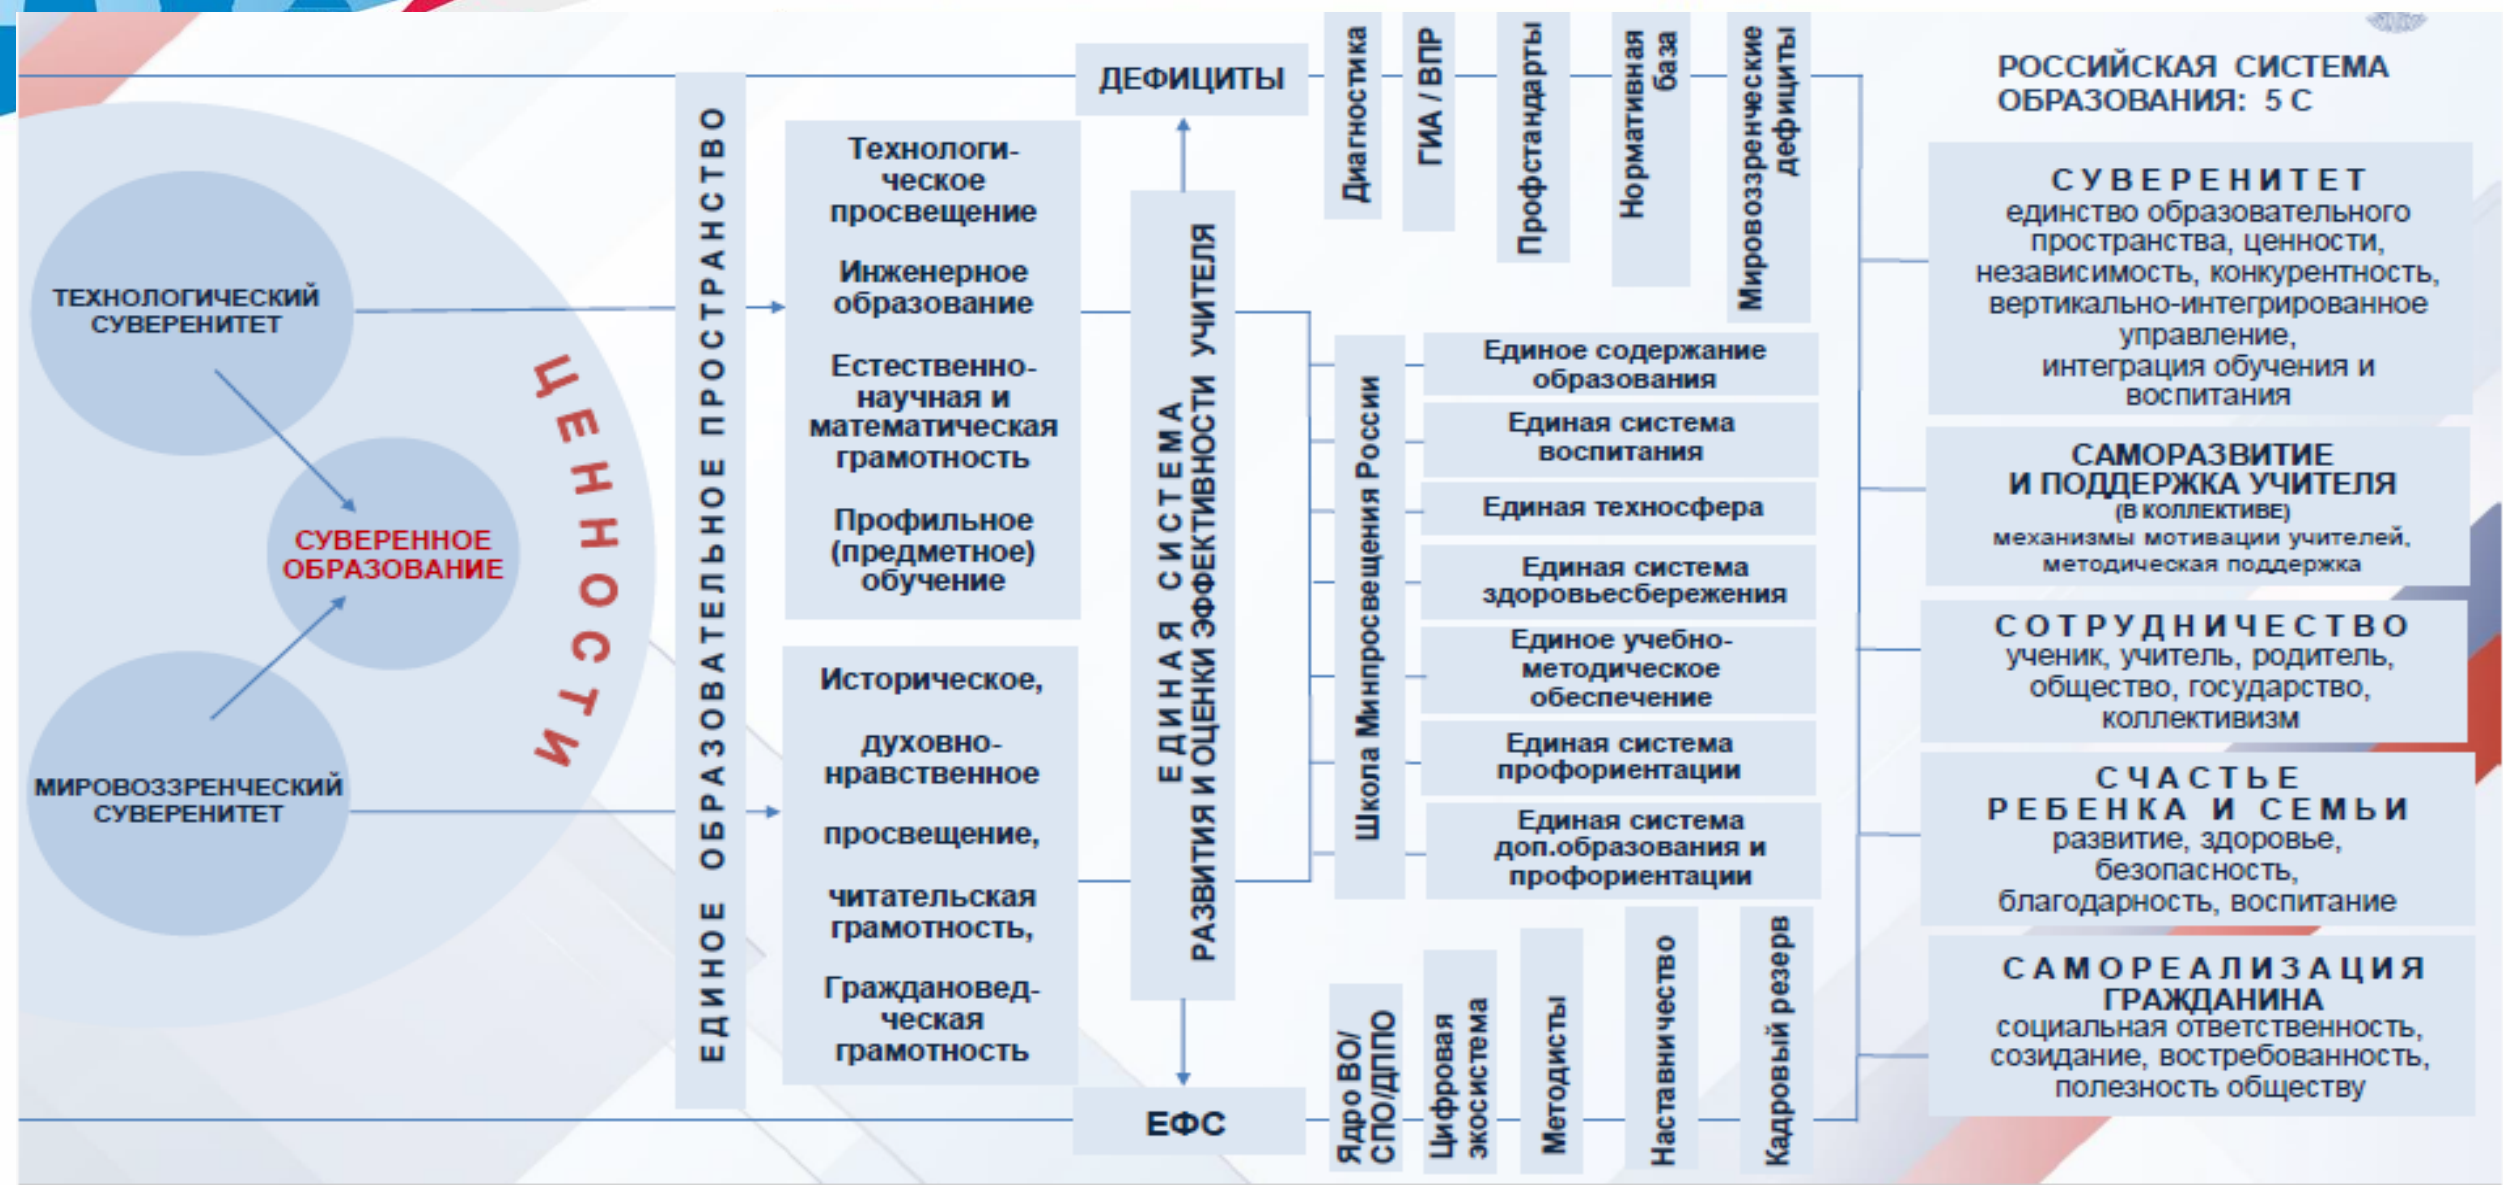 ТЕХНОЛОГИЧЕСКИЙ
СУВЕРЕНИТЕТ
СУВЕРЕННОЕ
ОБРАЗОВАНИЕ
МИРОВОЗЗРЕНЧЕСКИЙ
СУВЕРЕНИТЕТ
ЦЕННОСТИ
ЕДИНОЕ ОБРАЗОВАТЕЛЬНОЕ ПРОСТРАНСТВО
Технологи-
ческое
просвещение
Инженерное
образование
Естественно-
научная и
математическая
грамотность
Профильное
(предметное)
обучение
Историческое,
духовно-
нравственное
просвещение,
читательская
грамотность,
Граждановед-
ческая
грамотность
ДЕФИЦИТЫ
ЕДИНАЯ СИСТЕМА
РАЗВИТИЯ И ОЦЕНКИ ЭФФЕКТИВНОСТИ УЧИТЕЛЯ
ЕФС
Диагностика
ГИА / ВПР
Профстандарты
Нормативная
база
Мировоззренческие
дефициты
Школа Минпросвещения России
Единое содержание
образования
Единая система
воспитания
Единая техносфера
Единая система
здоровьесбережения
Единое учебно-
методическое
обеспечение
Единая система
профориентации
Единая система
доп.образования и
профориентации
Ядро ВО/
СПО/ДППО
Цифровая
экосистема
Методисты
Наставничество
Кадровый резерв
РОССИЙСКАЯ СИСТЕМА
ОБРАЗОВАНИЯ: 5 С
СУВЕРЕНИТЕТ
единство образовательного
пространства, ценности,
независимость, конкурентность,
вертикально-интегрированное
управление,
интеграция обучения и
воспитания
САМОРАЗВИТИЕ
И ПОДДЕРЖКА УЧИТЕЛЯ
(В КОЛЛЕКТИВЕ)
механизмы мотивации учителей,
методическая поддержка
СОТРУДНИЧЕСТВО
ученик, учитель, родитель,
общество, государство,
коллективизм
СЧАСТЬЕ
РЕБЕНКА И СЕМЬИ
развитие, здоровье,
безопасность,
благодарность, воспитание
САМОРЕАЛИЗАЦИЯ
ГРАЖДАНИНА
социальная ответственность,
созидание, востребованность,
полезность обществу